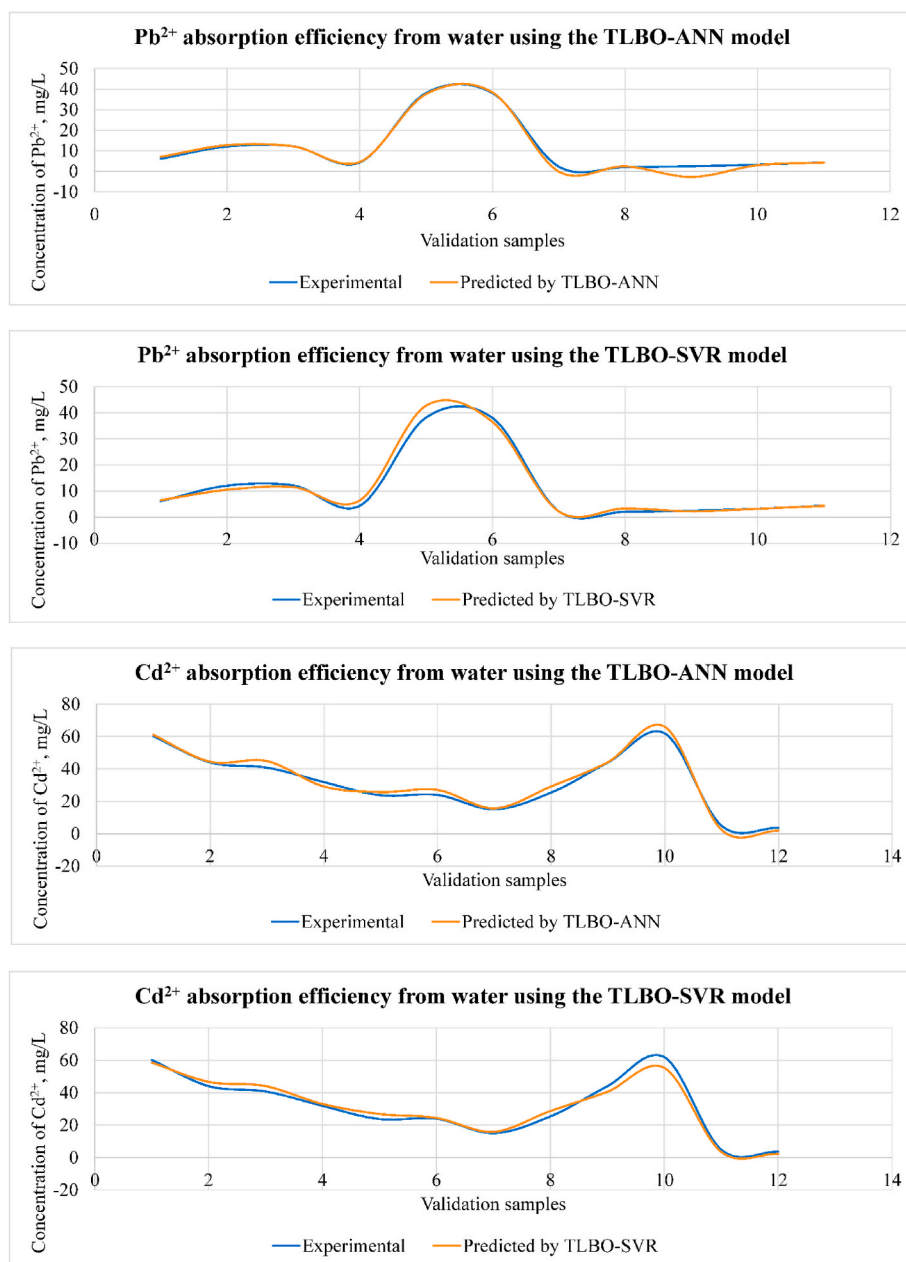 Pb²⁺ absorption efficiency from water using the TLBO-ANN model
Concentration of Pb²⁺, mg/L
50
40
30
20
10
0
-10
0 2 4 6 8 10 12
Validation samples
Experimental Predicted by TLBO-ANN
Pb²⁺ absorption efficiency from water using the TLBO-SVR model
Concentration of Pb²⁺, mg/L
50
40
30
20
10
0
-10
0 2 4 6 8 10 12
Validation samples
Experimental Predicted by TLBO-SVR
Cd²⁺ absorption efficiency from water using the TLBO-ANN model
Concentration of Cd²⁺, mg/L
80
60
40
20
0
-20
0 2 4 6 8 10 12 14
Validation samples
Experimental Predicted by TLBO-ANN
Cd²⁺ absorption efficiency from water using the TLBO-SVR model
Concentration of Cd²⁺, mg/L
80
60
40
20
0
-20
0 2 4 6 8 10 12 14
Validation samples
Experimental Predicted by TLBO-SVR